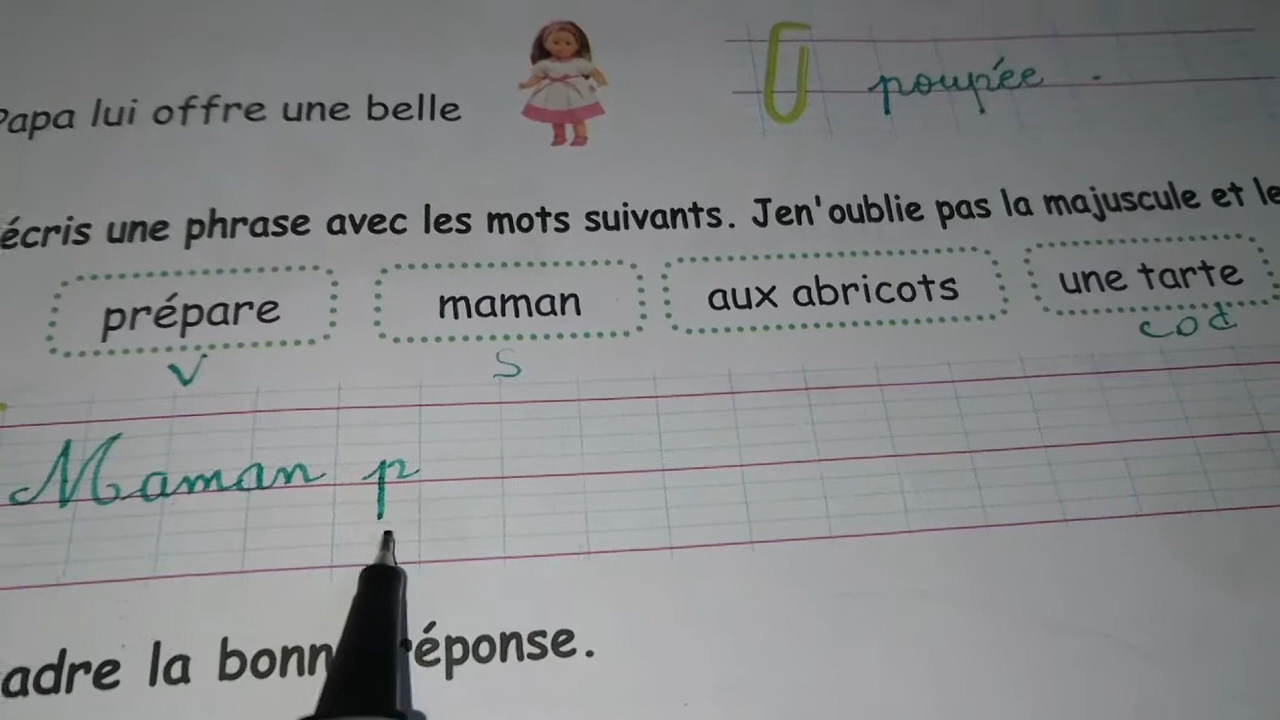 Papa lui offre une belle poupée .
écris une phrase avec les mots suivants. Jen'oublie pas la majuscule et le
prépare maman aux abricots une tarte
V S cod
Maman p
adre la bonn éponse.